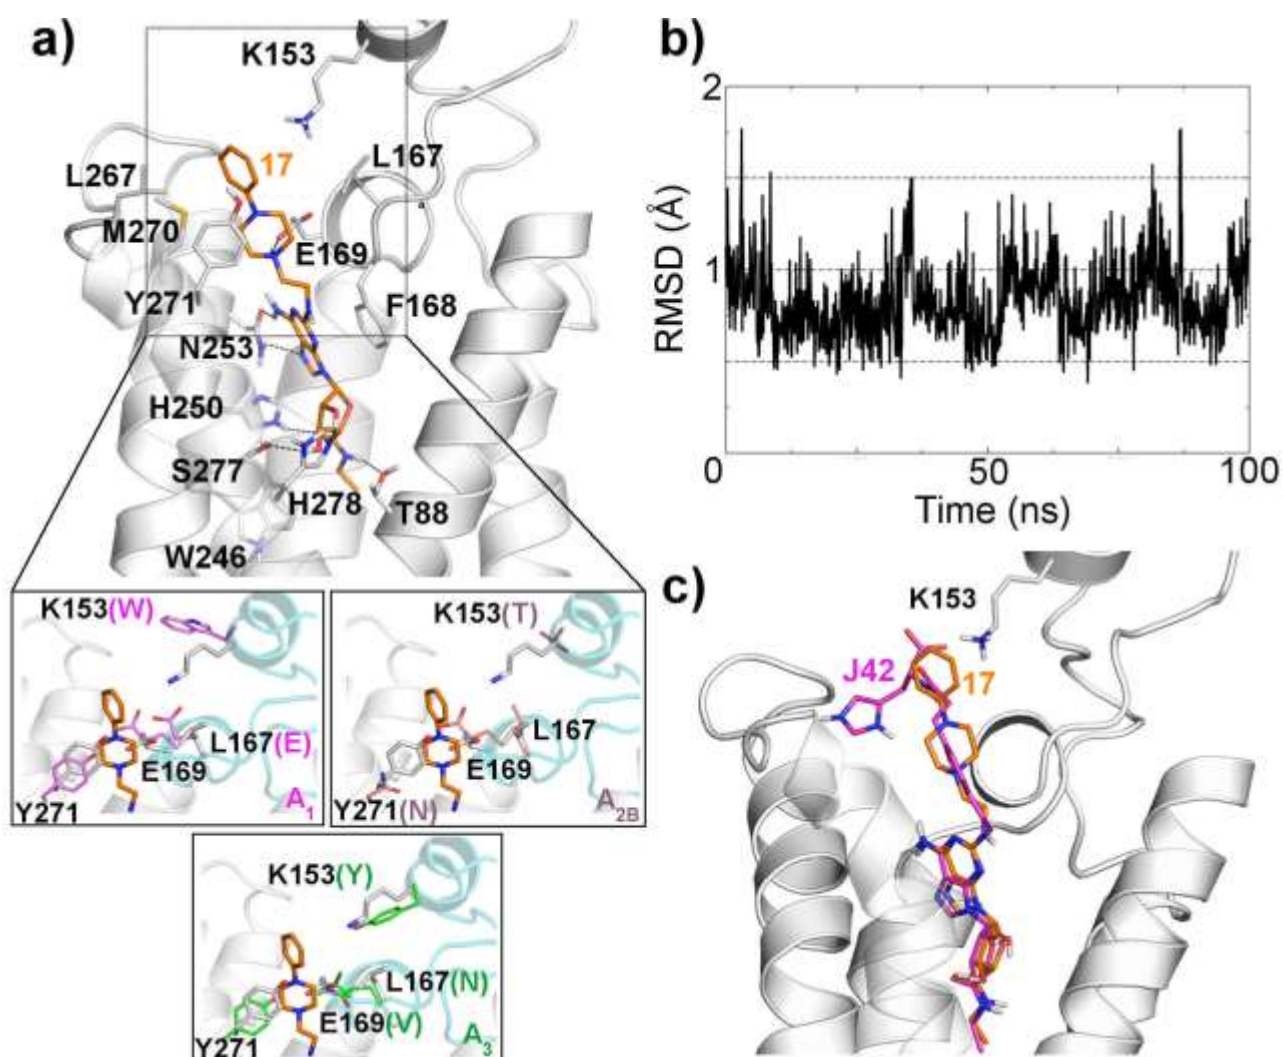 a)
K153
17
L167
L267
M270
E169
Y271
F168
N253
H250
S277
H278
T88
W246
b)
2
1
RMSD (Å)
0
50
100
Time (ns)
K153(W)
L167(E)
E169
Y271
A1
K153(T)
L167
E169
Y271(N)
A2B
K153(Y)
L167(N)
E169(V)
Y271
A3
c)
K153
J42
17